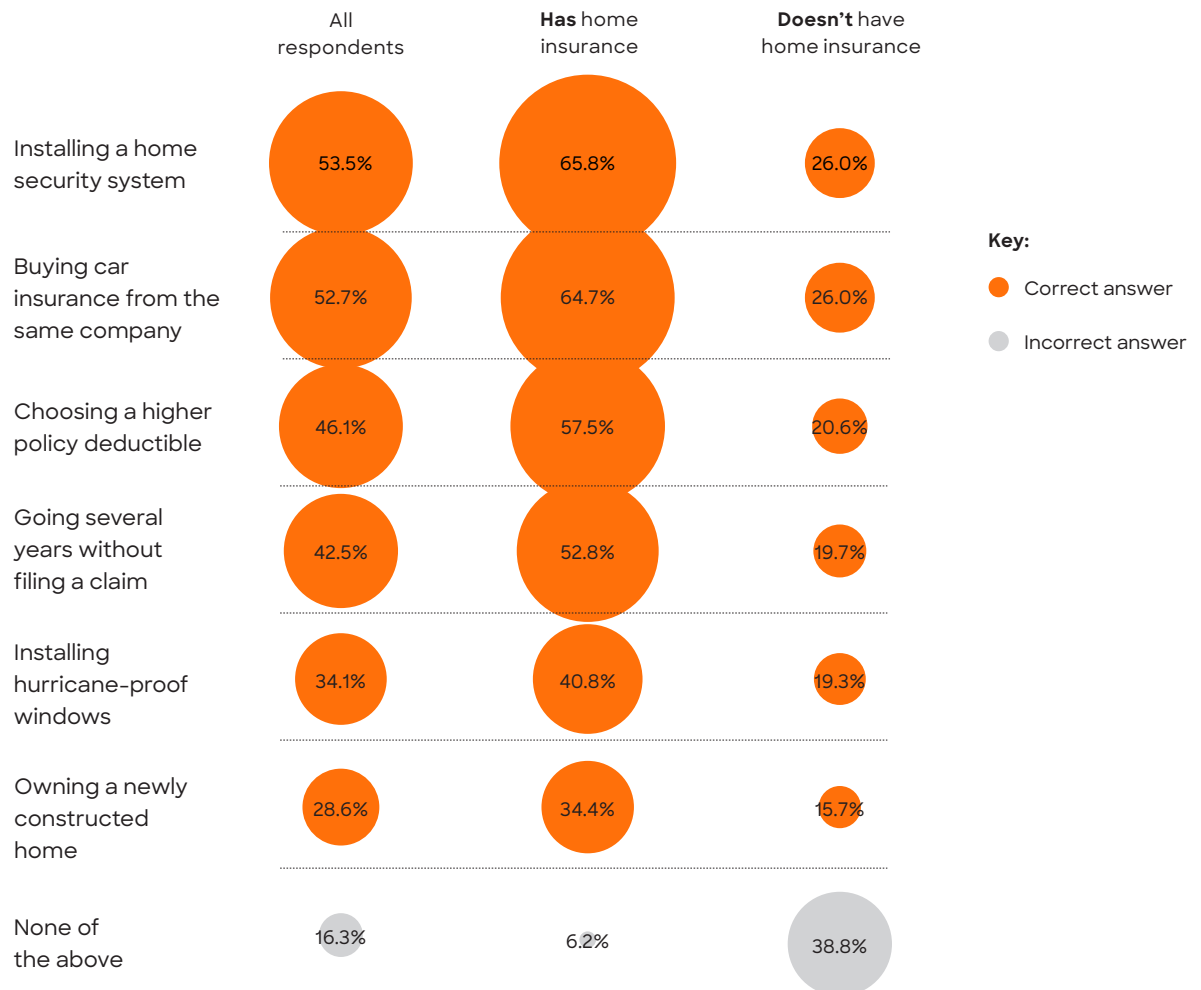 All
respondents
Has home
insurance
Doesn't have
home insurance
Installing a home
security system
53.5%
65.8%
26.0%
Buying car
insurance from the
same company
52.7%
64.7%
26.0%
Choosing a higher
policy deductible
46.1%
57.5%
20.6%
Going several
years without
filing a claim
42.5%
52.8%
19.7%
Installing
hurricane-proof
windows
34.1%
40.8%
19.3%
Owning a newly
constructed
home
28.6%
34.4%
15.7%
None of
the above
16.3%
6.2%
38.8%
Key:
Correct answer
Incorrect answer